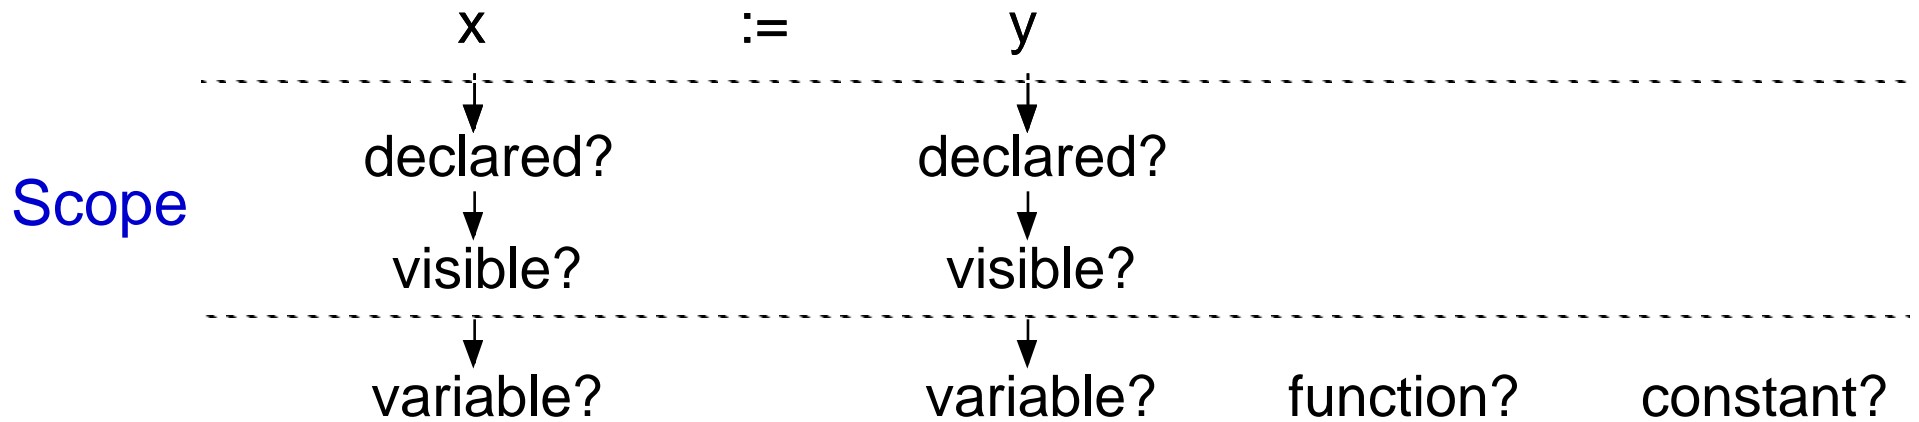 x := y
declared? declared?
Scope
visible? visible?
variable? variable? function? constant?